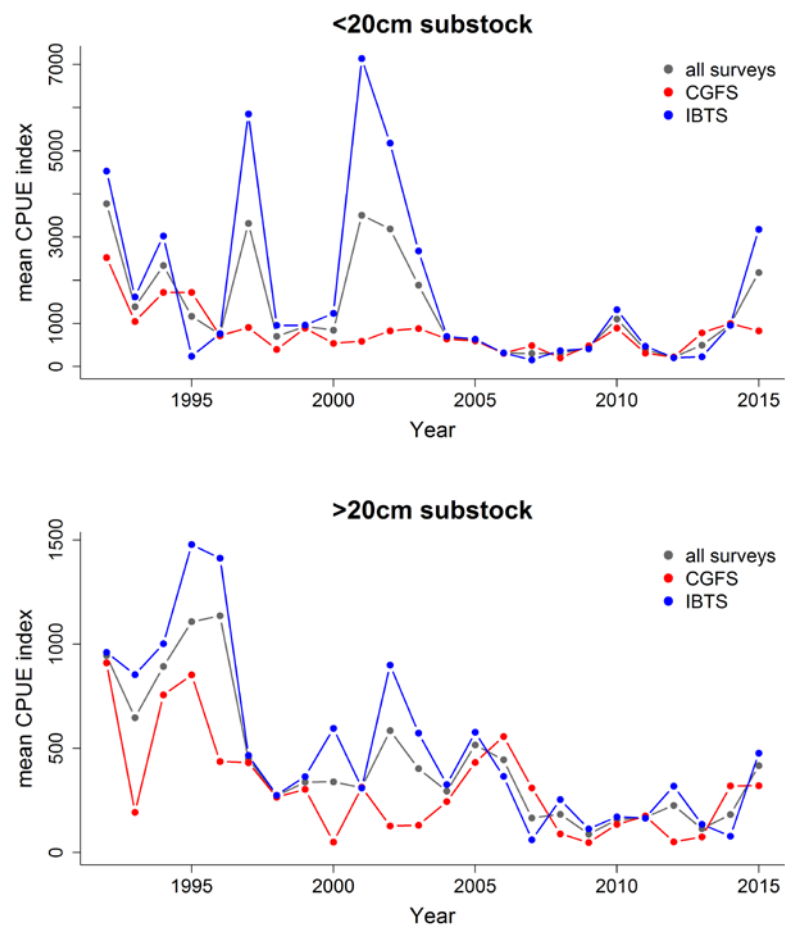 <20cm substock
7000
5000
3000
1000
0
mean CPUE index
all surveys
CGFS
IBTS
1995
2000
2005
2010
2015
Year
>20cm substock
1500
1000
500
0
mean CPUE index
all surveys
CGFS
IBTS
1995
2000
2005
2010
2015
Year